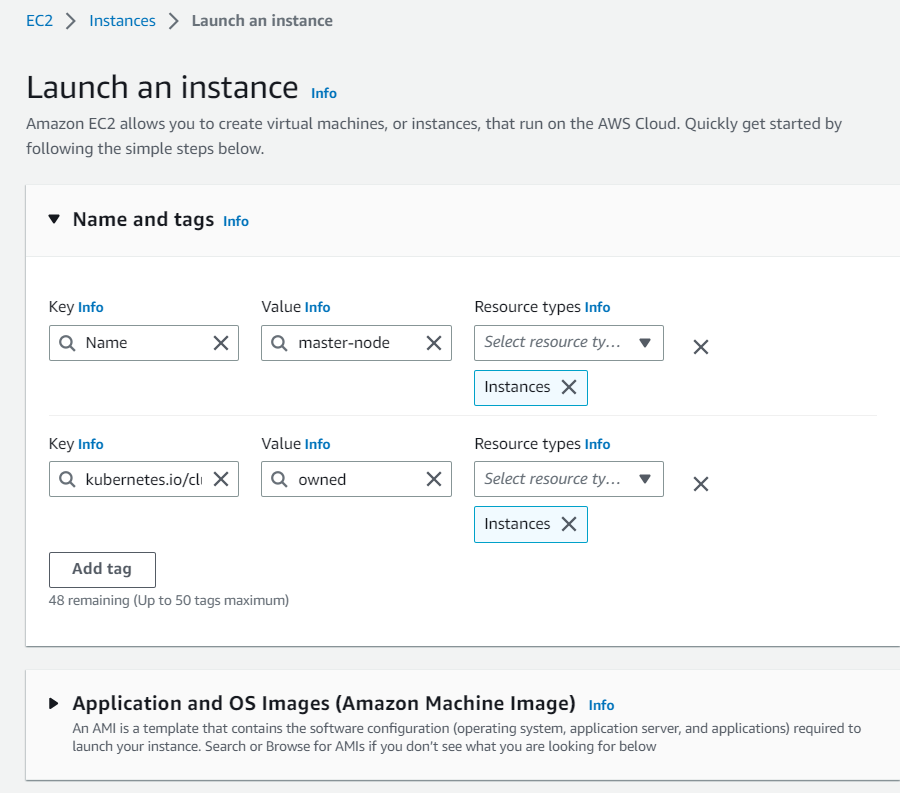 EC2 > Instances > Launch an instance
Launch an instance Info
Amazon EC2 allows you to create virtual machines, or instances, that run on the AWS Cloud. Quickly get started by
following the simple steps below.
Name and tags Info
Key Info Value Info Resource types Info
Name master-node Select resource ty...
Instances
Key Info Value Info Resource types Info
kubernetes.io/cl owned Select resource ty...
Instances
Add tag
48 remaining (Up to 50 tags maximum)
Application and OS Images (Amazon Machine Image) Info
An AMI is a template that contains the software configuration (operating system, application server, and applications) required to
launch your instance. Search or Browse for AMIs if you don’t see what you are looking for below